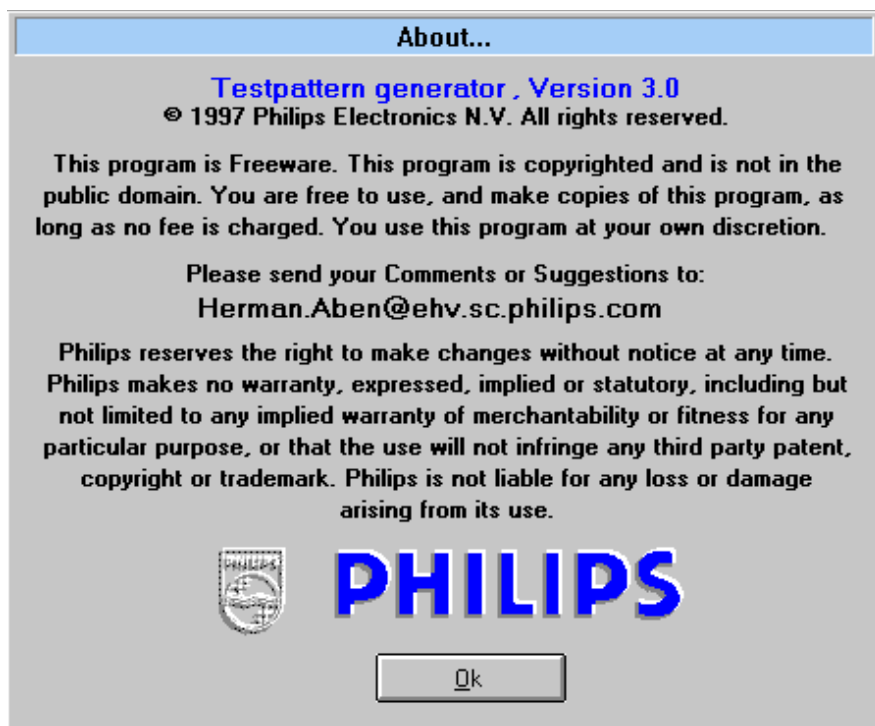 About...
Testpattern generator , Version 3.0
© 1997 Philips Electronics N.V. All rights reserved.
This program is Freeware. This program is copyrighted and is not in the
public domain. You are free to use, and make copies of this program, as
long as no fee is charged. You use this program at your own discretion.
Please send your Comments or Suggestions to:
Herman.Aben@ehv.sc.philips.com
Philips reserves the right to make changes without notice at any time.
Philips makes no warranty, expressed, implied or statutory, including but
not limited to any implied warranty of merchantability or fitness for any
particular purpose, or that the use will not infringe any third party patent,
copyright or trademark. Philips is not liable for any loss or damage
arising from its use.
PHILIPS
PHILIPS
Ok